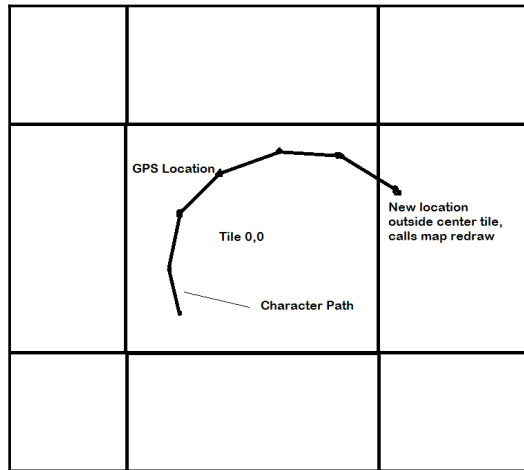 GPS Location
New location
outside center tile,
calls map redraw
Tile 0,0
Character Path